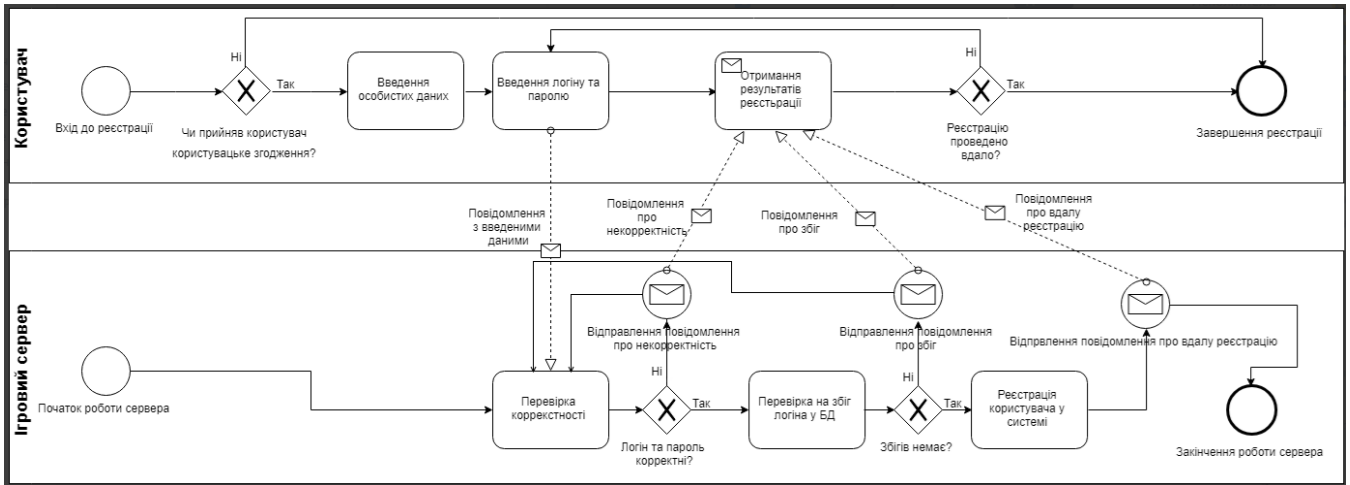 Користувач
Вхід до реєстрації
Ні
Так
Чи прийняв користувач
користувацьке згодження?
Введення
особистих даних
Введення логіну та
паролю
Отримання
результатів
реєстьрації
Ні
Так
Реєстрацію
проведено
вдало?
Завершення реєстрації
Повідомлення
з введеними
даними
Повідомлення
про
некорректність
Повідомлення
про збіг
Повідомлення
про вдалу
реєстрацію
Ігровий сервер
Початок роботи сервера
Перевірка
коррекстності
Відправлення повідомлення
про некорректність
Ні
Так
Логін та пароль
корректні?
Перевірка на збіг
логіна у БД
Відправлення повідомлення
про збіг
Ні
Так
Збігів немає?
Реєстрація
користувача у
системі
Відпрвлення повідомлення про вдалу реєстрацію
Закінчення роботи сервера